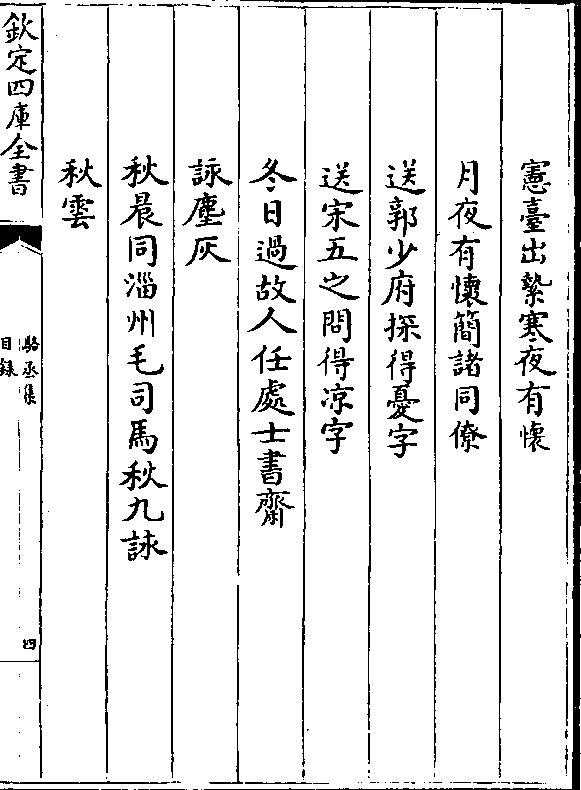 憲臺出縶寒夜有懷
月夜有懷簡諸同僚
送郭少府探得憂字
送宋五之問得凉字
冬日過故人任處士書齋
詠塵灰
秋晨同淄州毛司馬秋九詠
秋雲
欽定四庫全書
駱丞集
目錄
四